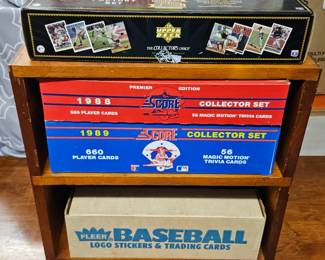 UPPER DECK
THE COLLECTOR'S CHOICE
PREMIER EDITION
1988 SCORE COLLECTOR SET
660 PLAYER CARDS 56 MAGIC MOTION TRIVIA CARDS
1989 SCORE COLLECTOR SET
660 PLAYER CARDS 56 MAGIC MOTION TRIVIA CARDS
FLEER BASEBALL
LOGO STICKERS & TRADING CARDS